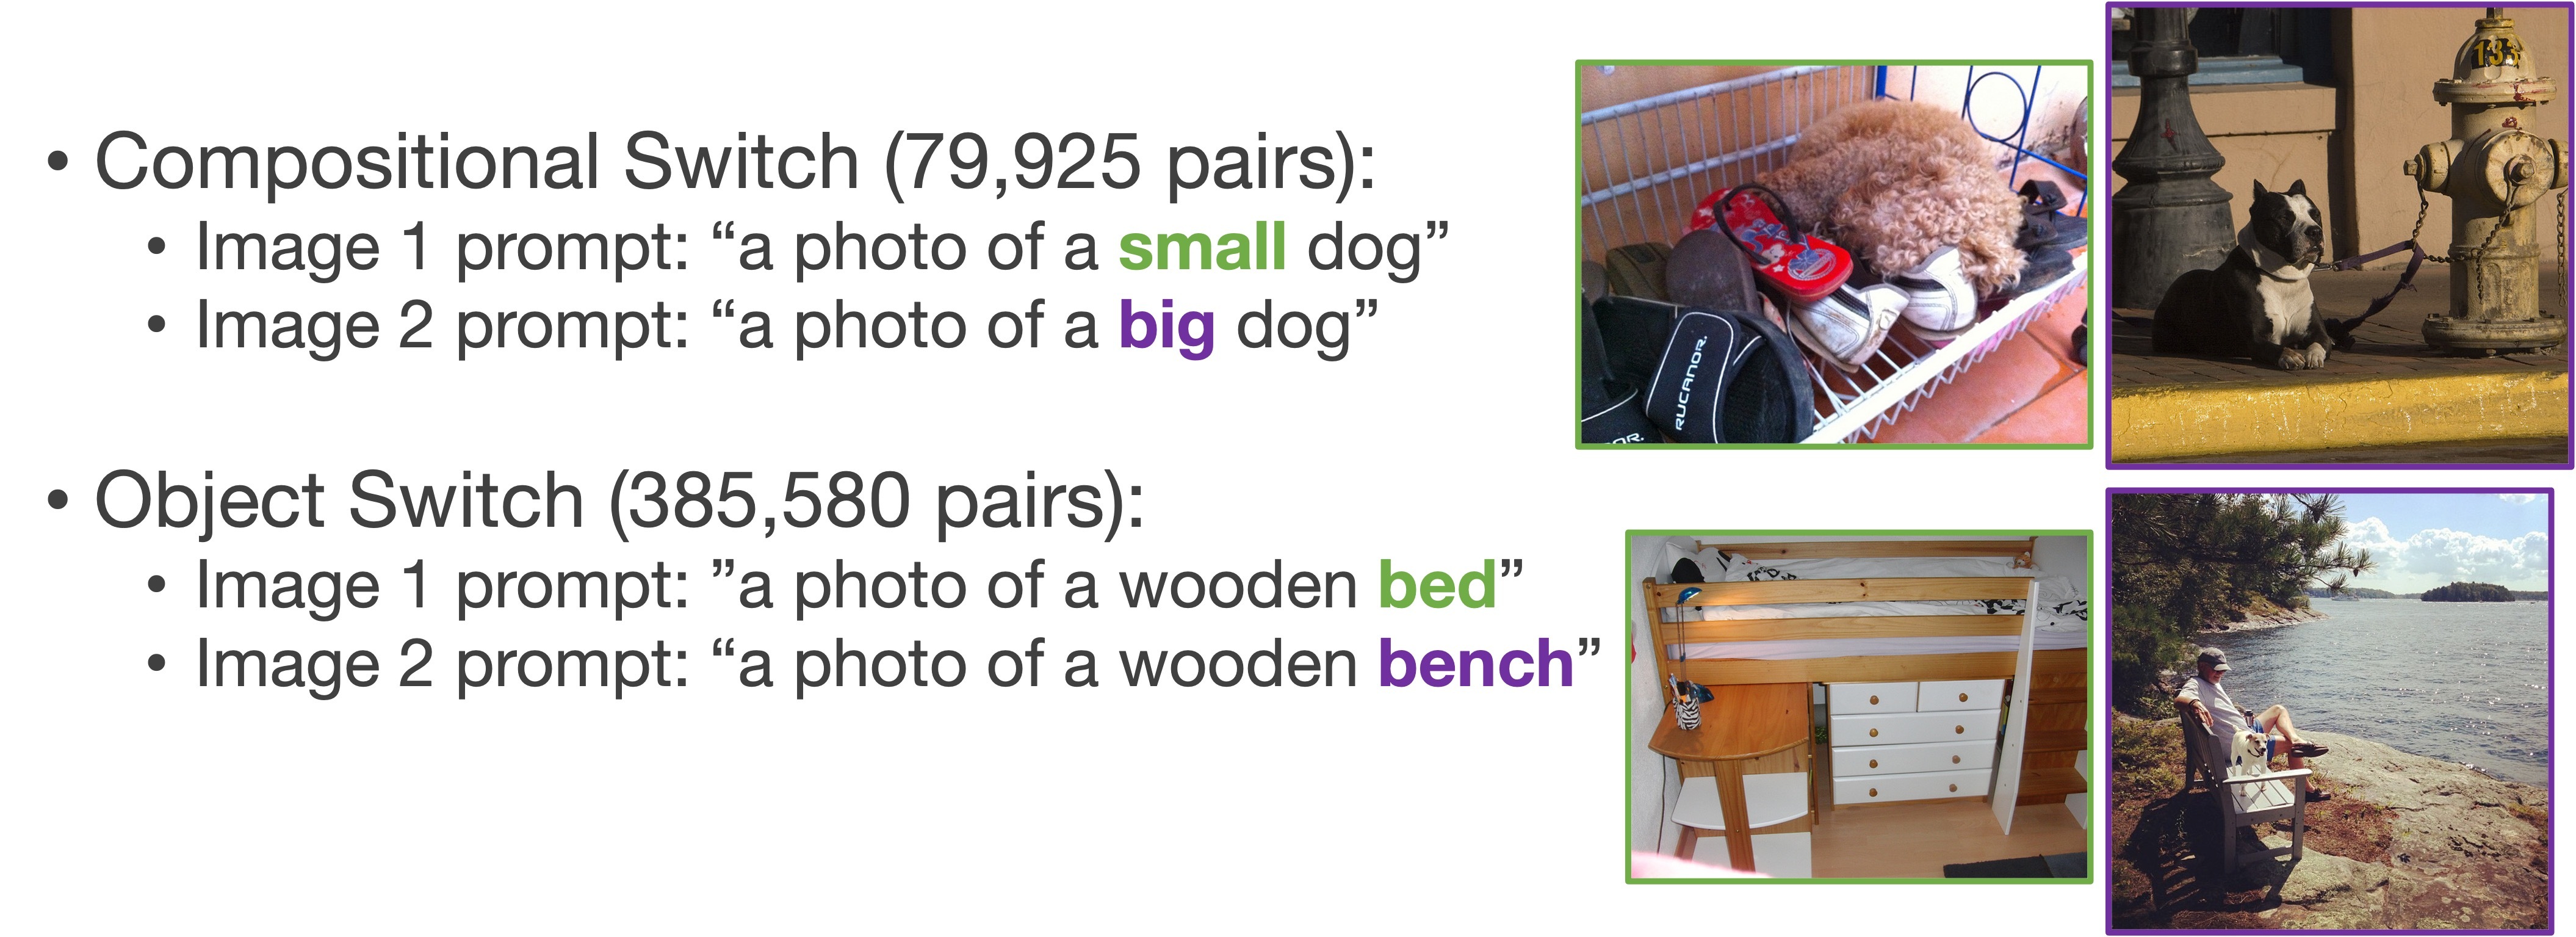 • Compositional Switch (79,925 pairs):
• Image 1 prompt: “a photo of a small dog”
• Image 2 prompt: “a photo of a big dog”
• Object Switch (385,580 pairs):
• Image 1 prompt: ”a photo of a wooden bed”
• Image 2 prompt: “a photo of a wooden bench”
133
RUCANOR.
OR.